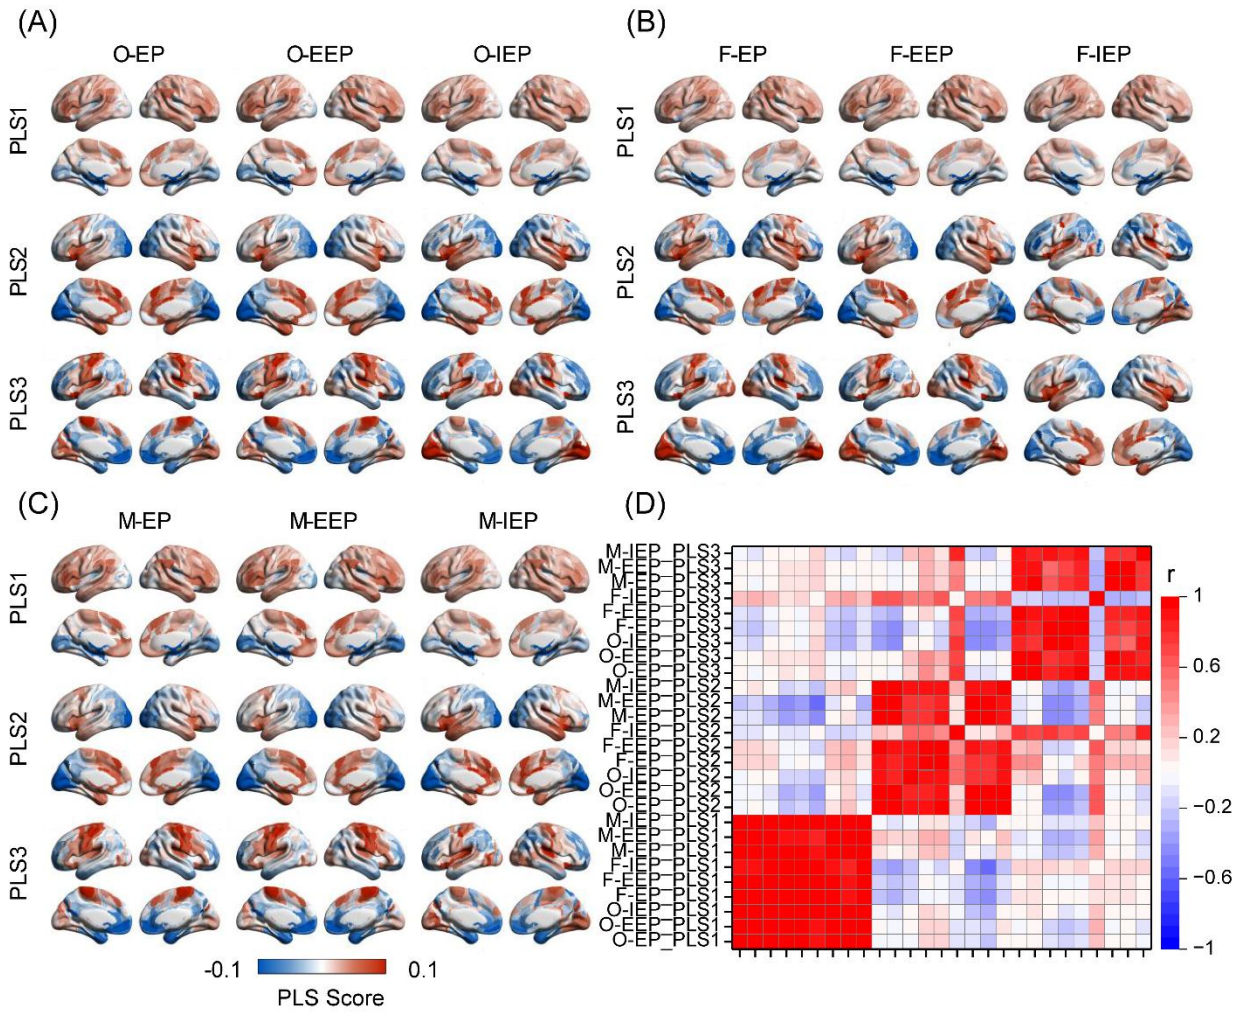 (A)
O-EP O-EEP O-IEP
PLS1
PLS2
PLS3
(B)
F-EP F-EEP F-IEP
PLS1
PLS2
PLS3
(C)
M-EP M-EEP M-IEP
PLS1
PLS2
PLS3
-0.1 0.1
PLS Score
(D)
M-IEP_PLS3
M-EEP_PLS3
M-EP_PLS3
F-IEP_PLS3
F-EEP_PLS3
F-EP_PLS3
O-IEP_PLS3
O-EEP_PLS3
O-EP_PLS3
M-IEP_PLS2
M-EEP_PLS2
M-EP_PLS2
F-IEP_PLS2
F-EEP_PLS2
F-EP_PLS2
O-IEP_PLS2
O-EEP_PLS2
O-EP_PLS2
M-IEP_PLS1
M-EEP_PLS1
M-EP_PLS1
F-IEP_PLS1
F-EEP_PLS1
F-EP_PLS1
O-IEP_PLS1
O-EEP_PLS1
O-EP_PLS1
r
1
0.6
0.2
−0.2
−0.6
−1